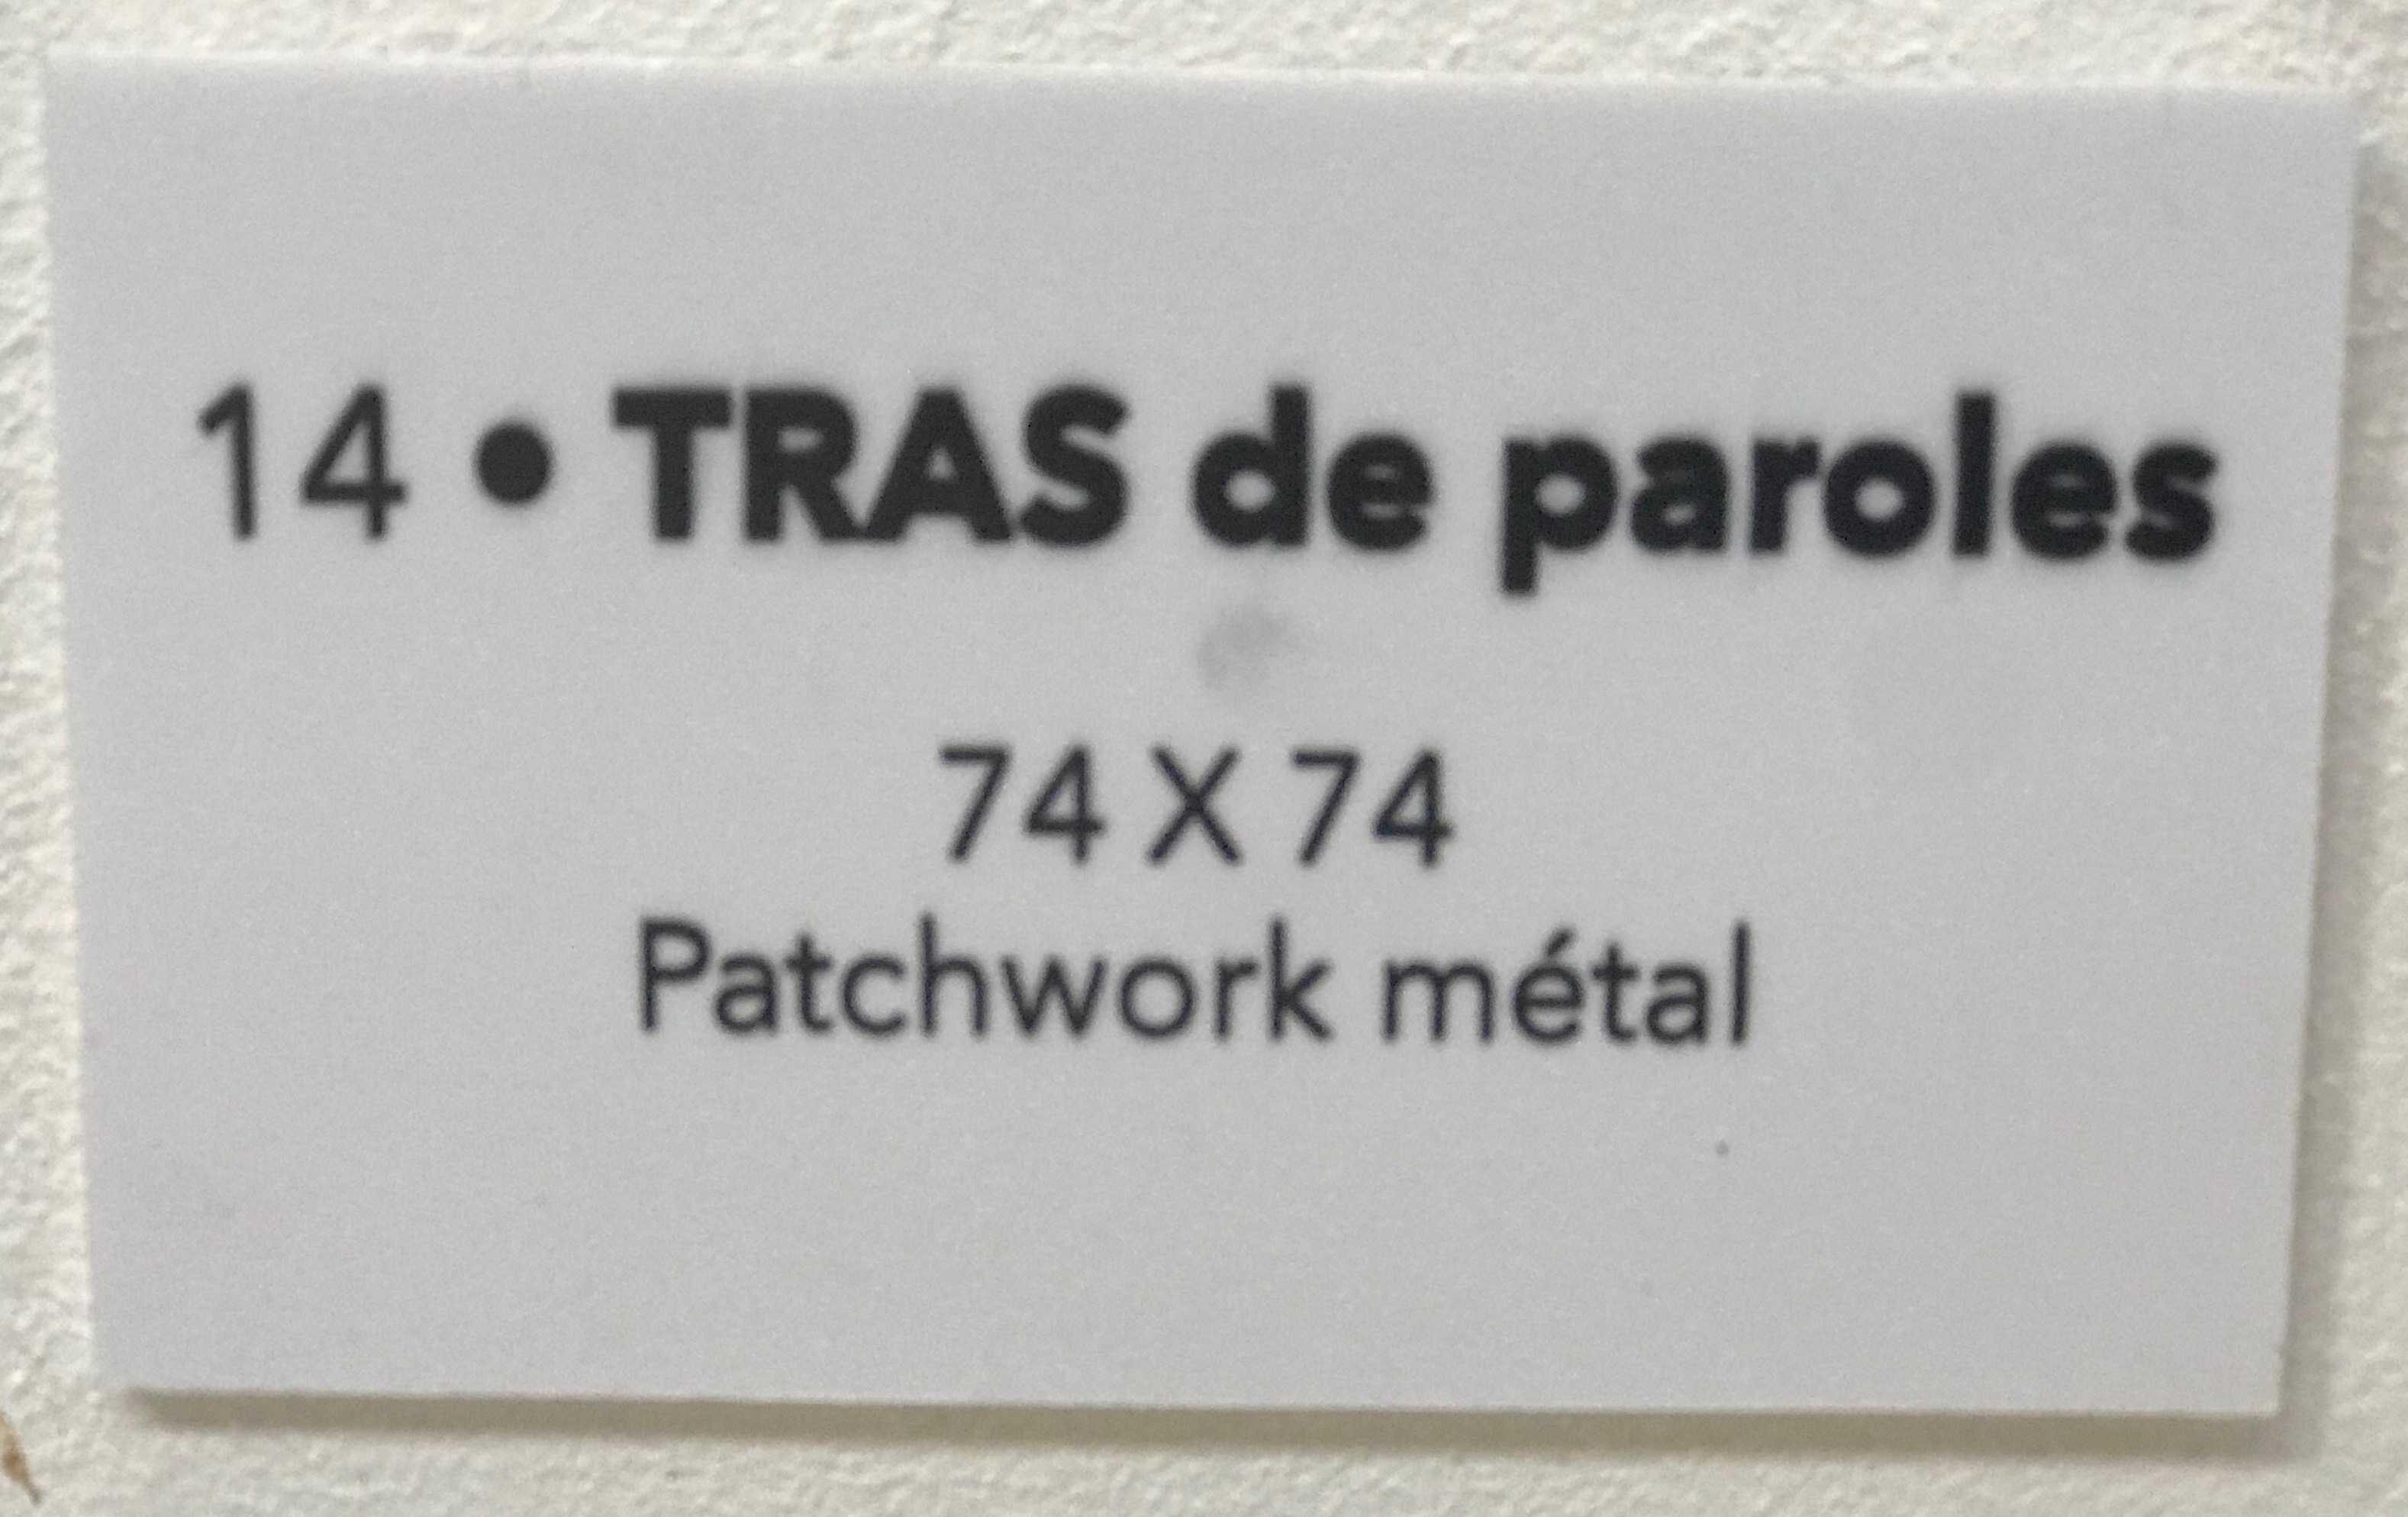 14 • TRAS de paroles
74 X 74
Patchwork métal